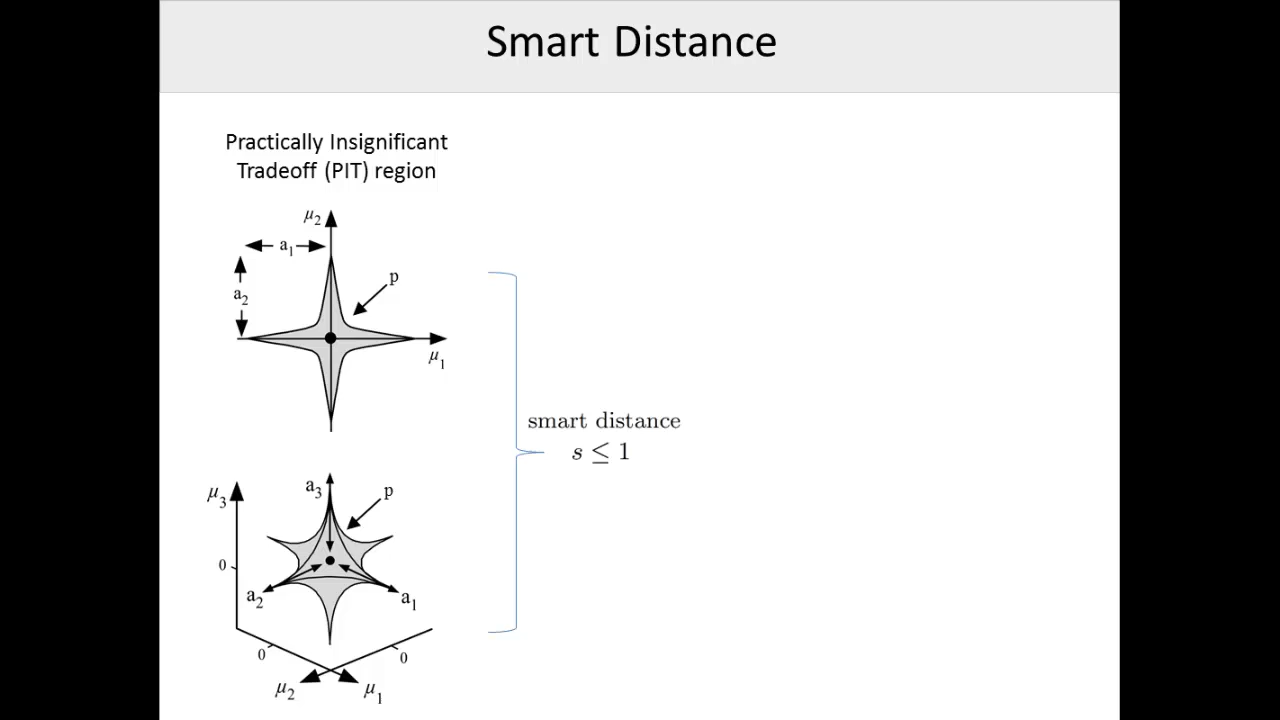 Smart Distance
Practically Insignificant
Tradeoff (PIT) region
μ2
a1
p
a2
μ1
smart distance
s ≤ 1
a3
p
μ3
0
a2
a1
0
0
μ2
μ1